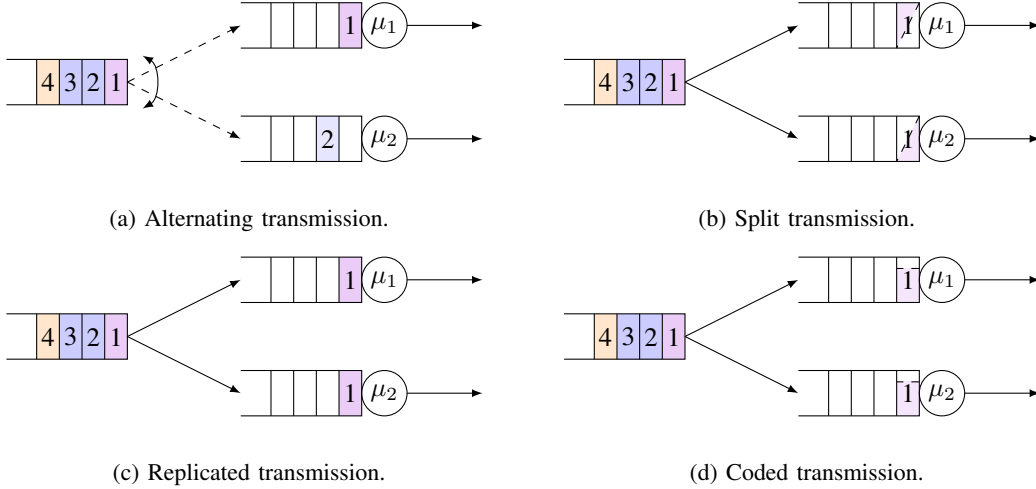 1 μ1
4 3 2 1
2 μ2
(a) Alternating transmission.
1 μ1
4 3 2 1
1 μ2
(b) Split transmission.
1 μ1
4 3 2 1
1 μ2
(c) Replicated transmission.
1 μ1
4 3 2 1
1 μ2
(d) Coded transmission.